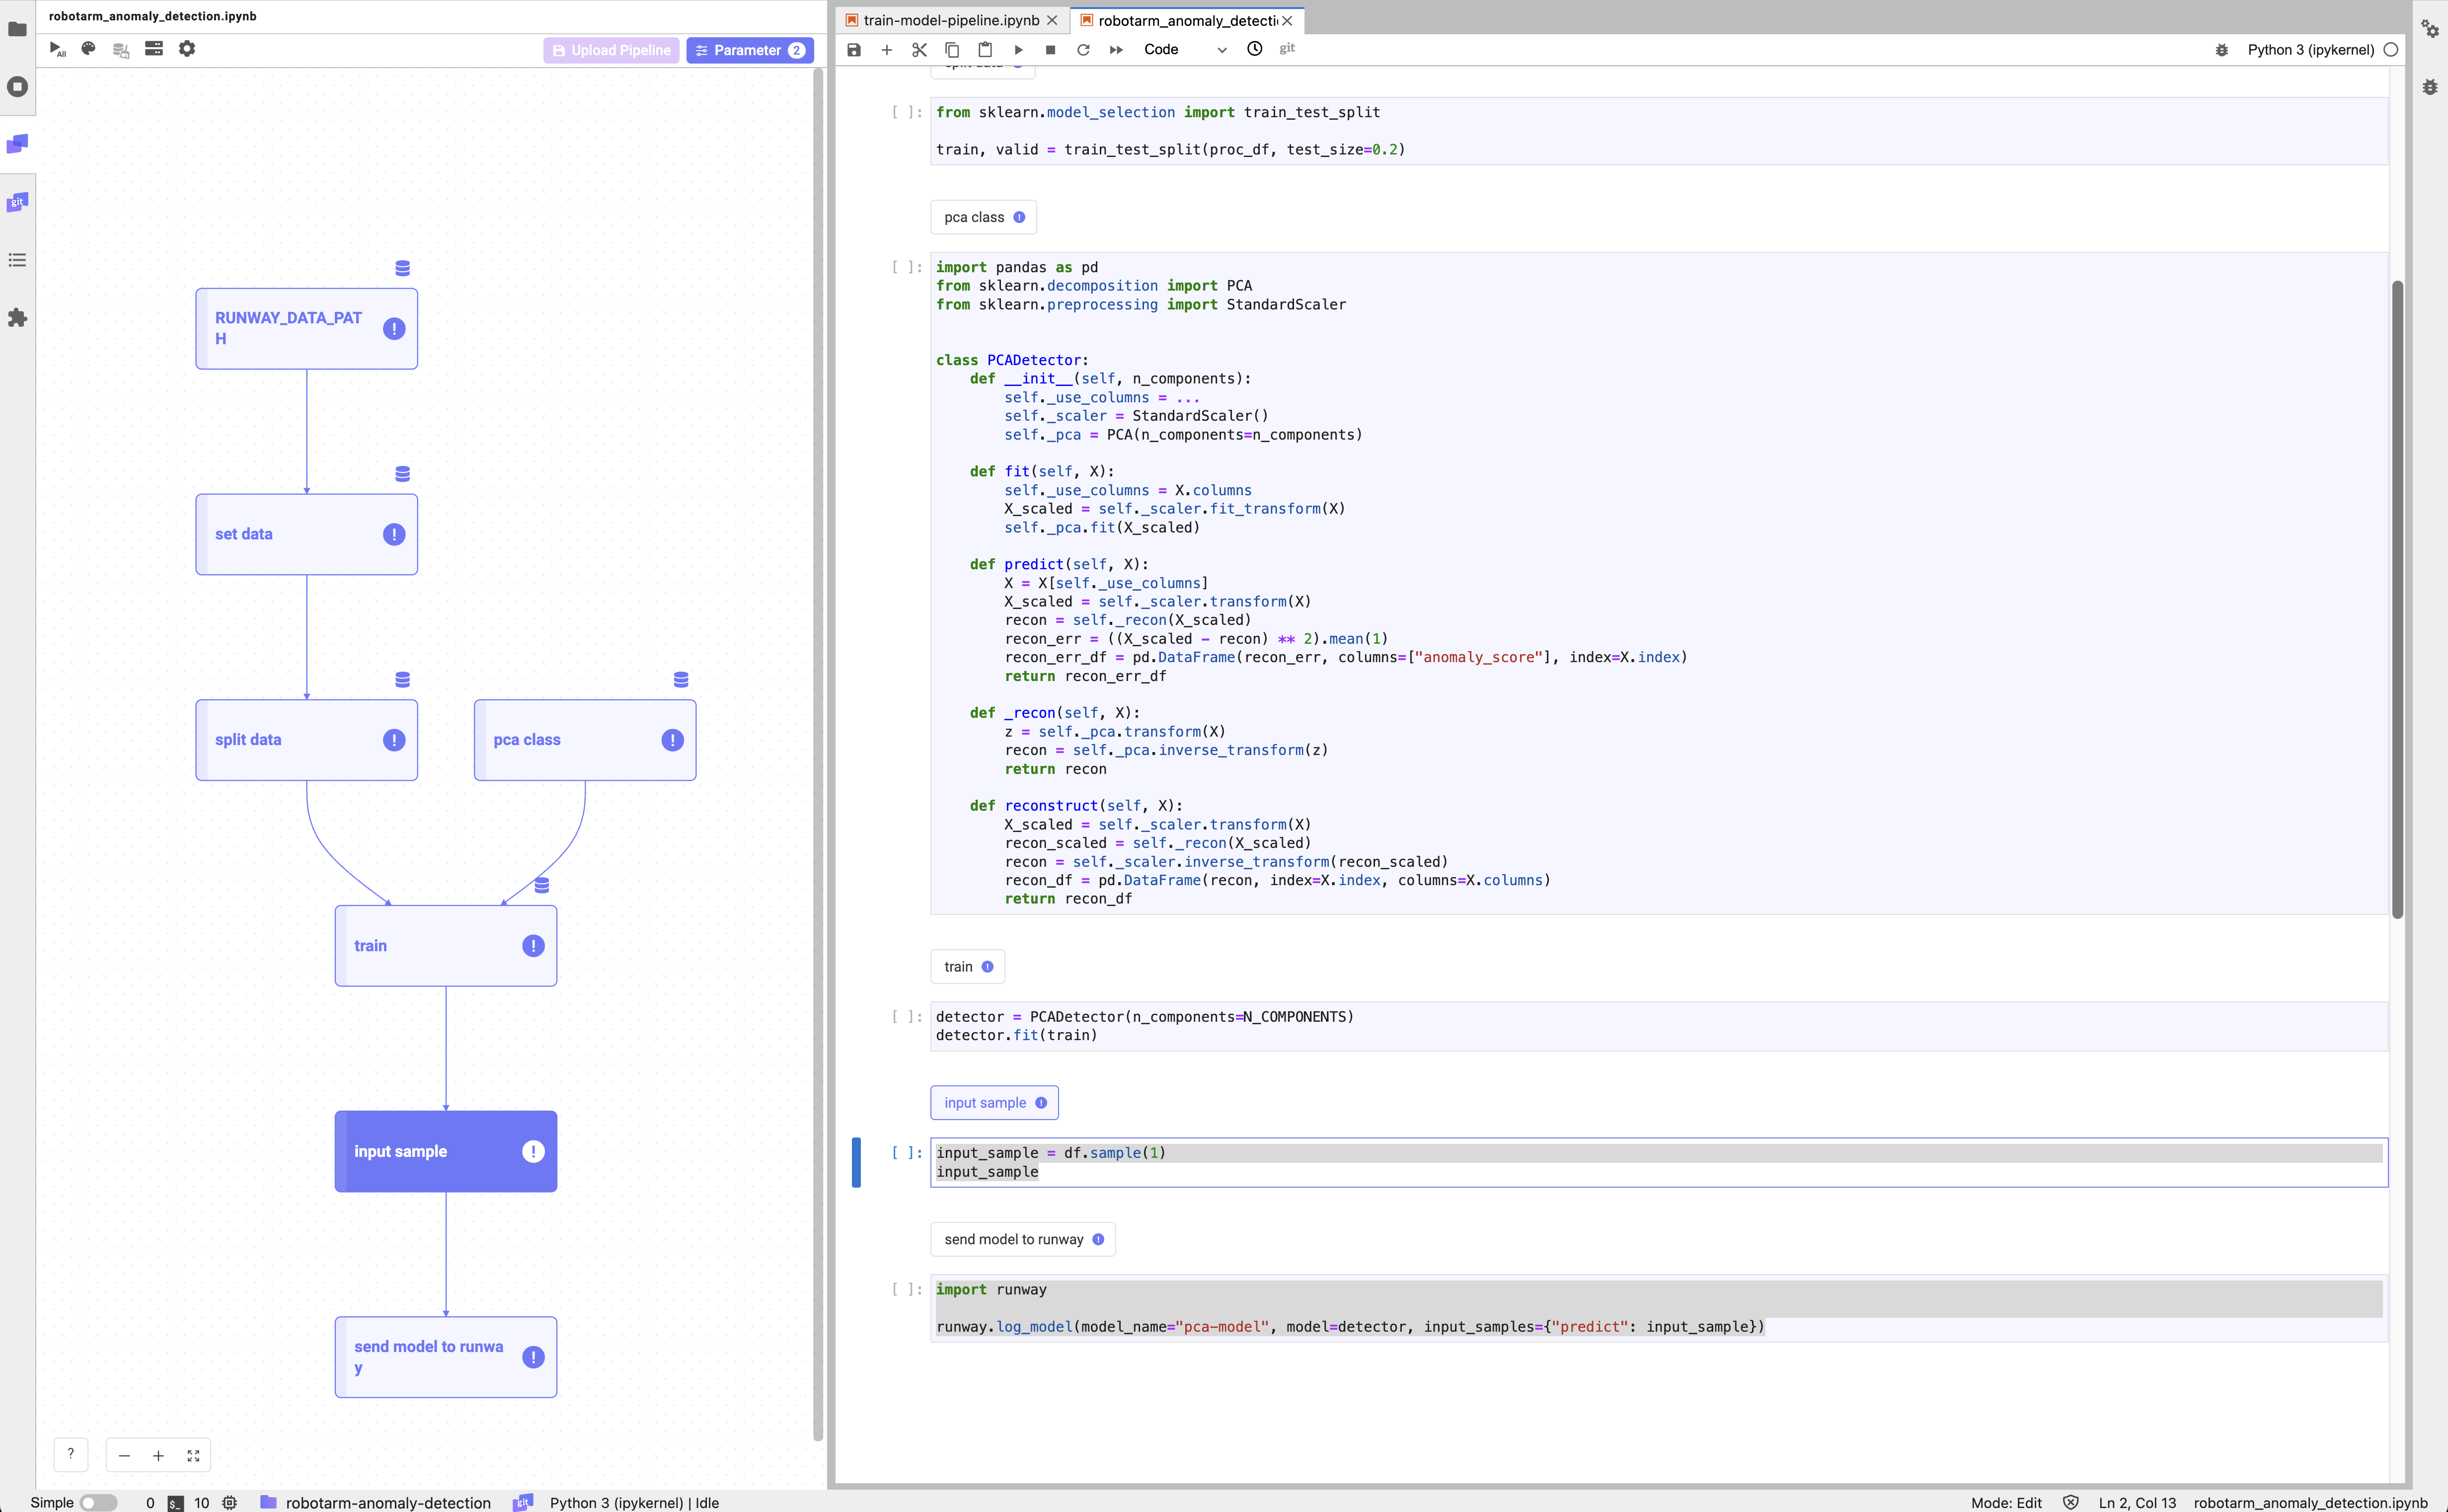 robotarm_anomaly_detection.ipynb
All
Upload Pipeline
Parameter 2
git
RUNWAY_DATA_PAT
H
set data
split data
pca class
train
input sample
send model to runwa
y
?
train-model-pipeline.ipynb
robotarm_anomaly_detecti
Code
git
Python 3 (ipykernel)
split data
[ ]:
from sklearn.model_selection import train_test_split
train, valid = train_test_split(proc_df, test_size=0.2)
pca class
[ ]:
import pandas as pd
from sklearn.decomposition import PCA
from sklearn.preprocessing import StandardScaler
class PCADetector:
def __init__(self, n_components):
self._use_columns = ...
self._scaler = StandardScaler()
self._pca = PCA(n_components=n_components)
def fit(self, X):
self._use_columns = X.columns
X_scaled = self._scaler.fit_transform(X)
self._pca.fit(X_scaled)
def predict(self, X):
X = X[self._use_columns]
X_scaled = self._scaler.transform(X)
recon = self._recon(X_scaled)
recon_err = ((X_scaled - recon) ** 2).mean(1)
recon_err_df = pd.DataFrame(recon_err, columns=["anomaly_score"], index=X.index)
return recon_err_df
def _recon(self, X):
z = self._pca.transform(X)
recon = self._pca.inverse_transform(z)
return recon
def reconstruct(self, X):
X_scaled = self._scaler.transform(X)
recon_scaled = self._recon(X_scaled)
recon = self._scaler.inverse_transform(recon_scaled)
recon_df = pd.DataFrame(recon, index=X.index, columns=X.columns)
return recon_df
train
[ ]:
detector = PCADetector(n_components=N_COMPONENTS)
detector.fit(train)
input sample
[ ]:
input_sample = df.sample(1)
input_sample
send model to runway
[ ]:
import runway
runway.log_model(model_name="pca-model", model=detector, input_samples={"predict": input_sample})
Simple 0 $_ 10 robotarm-anomaly-detection git Python 3 (ipykernel) | Idle Mode: Edit Ln 2, Col 13 robotarm_anomaly_detection.ipynb